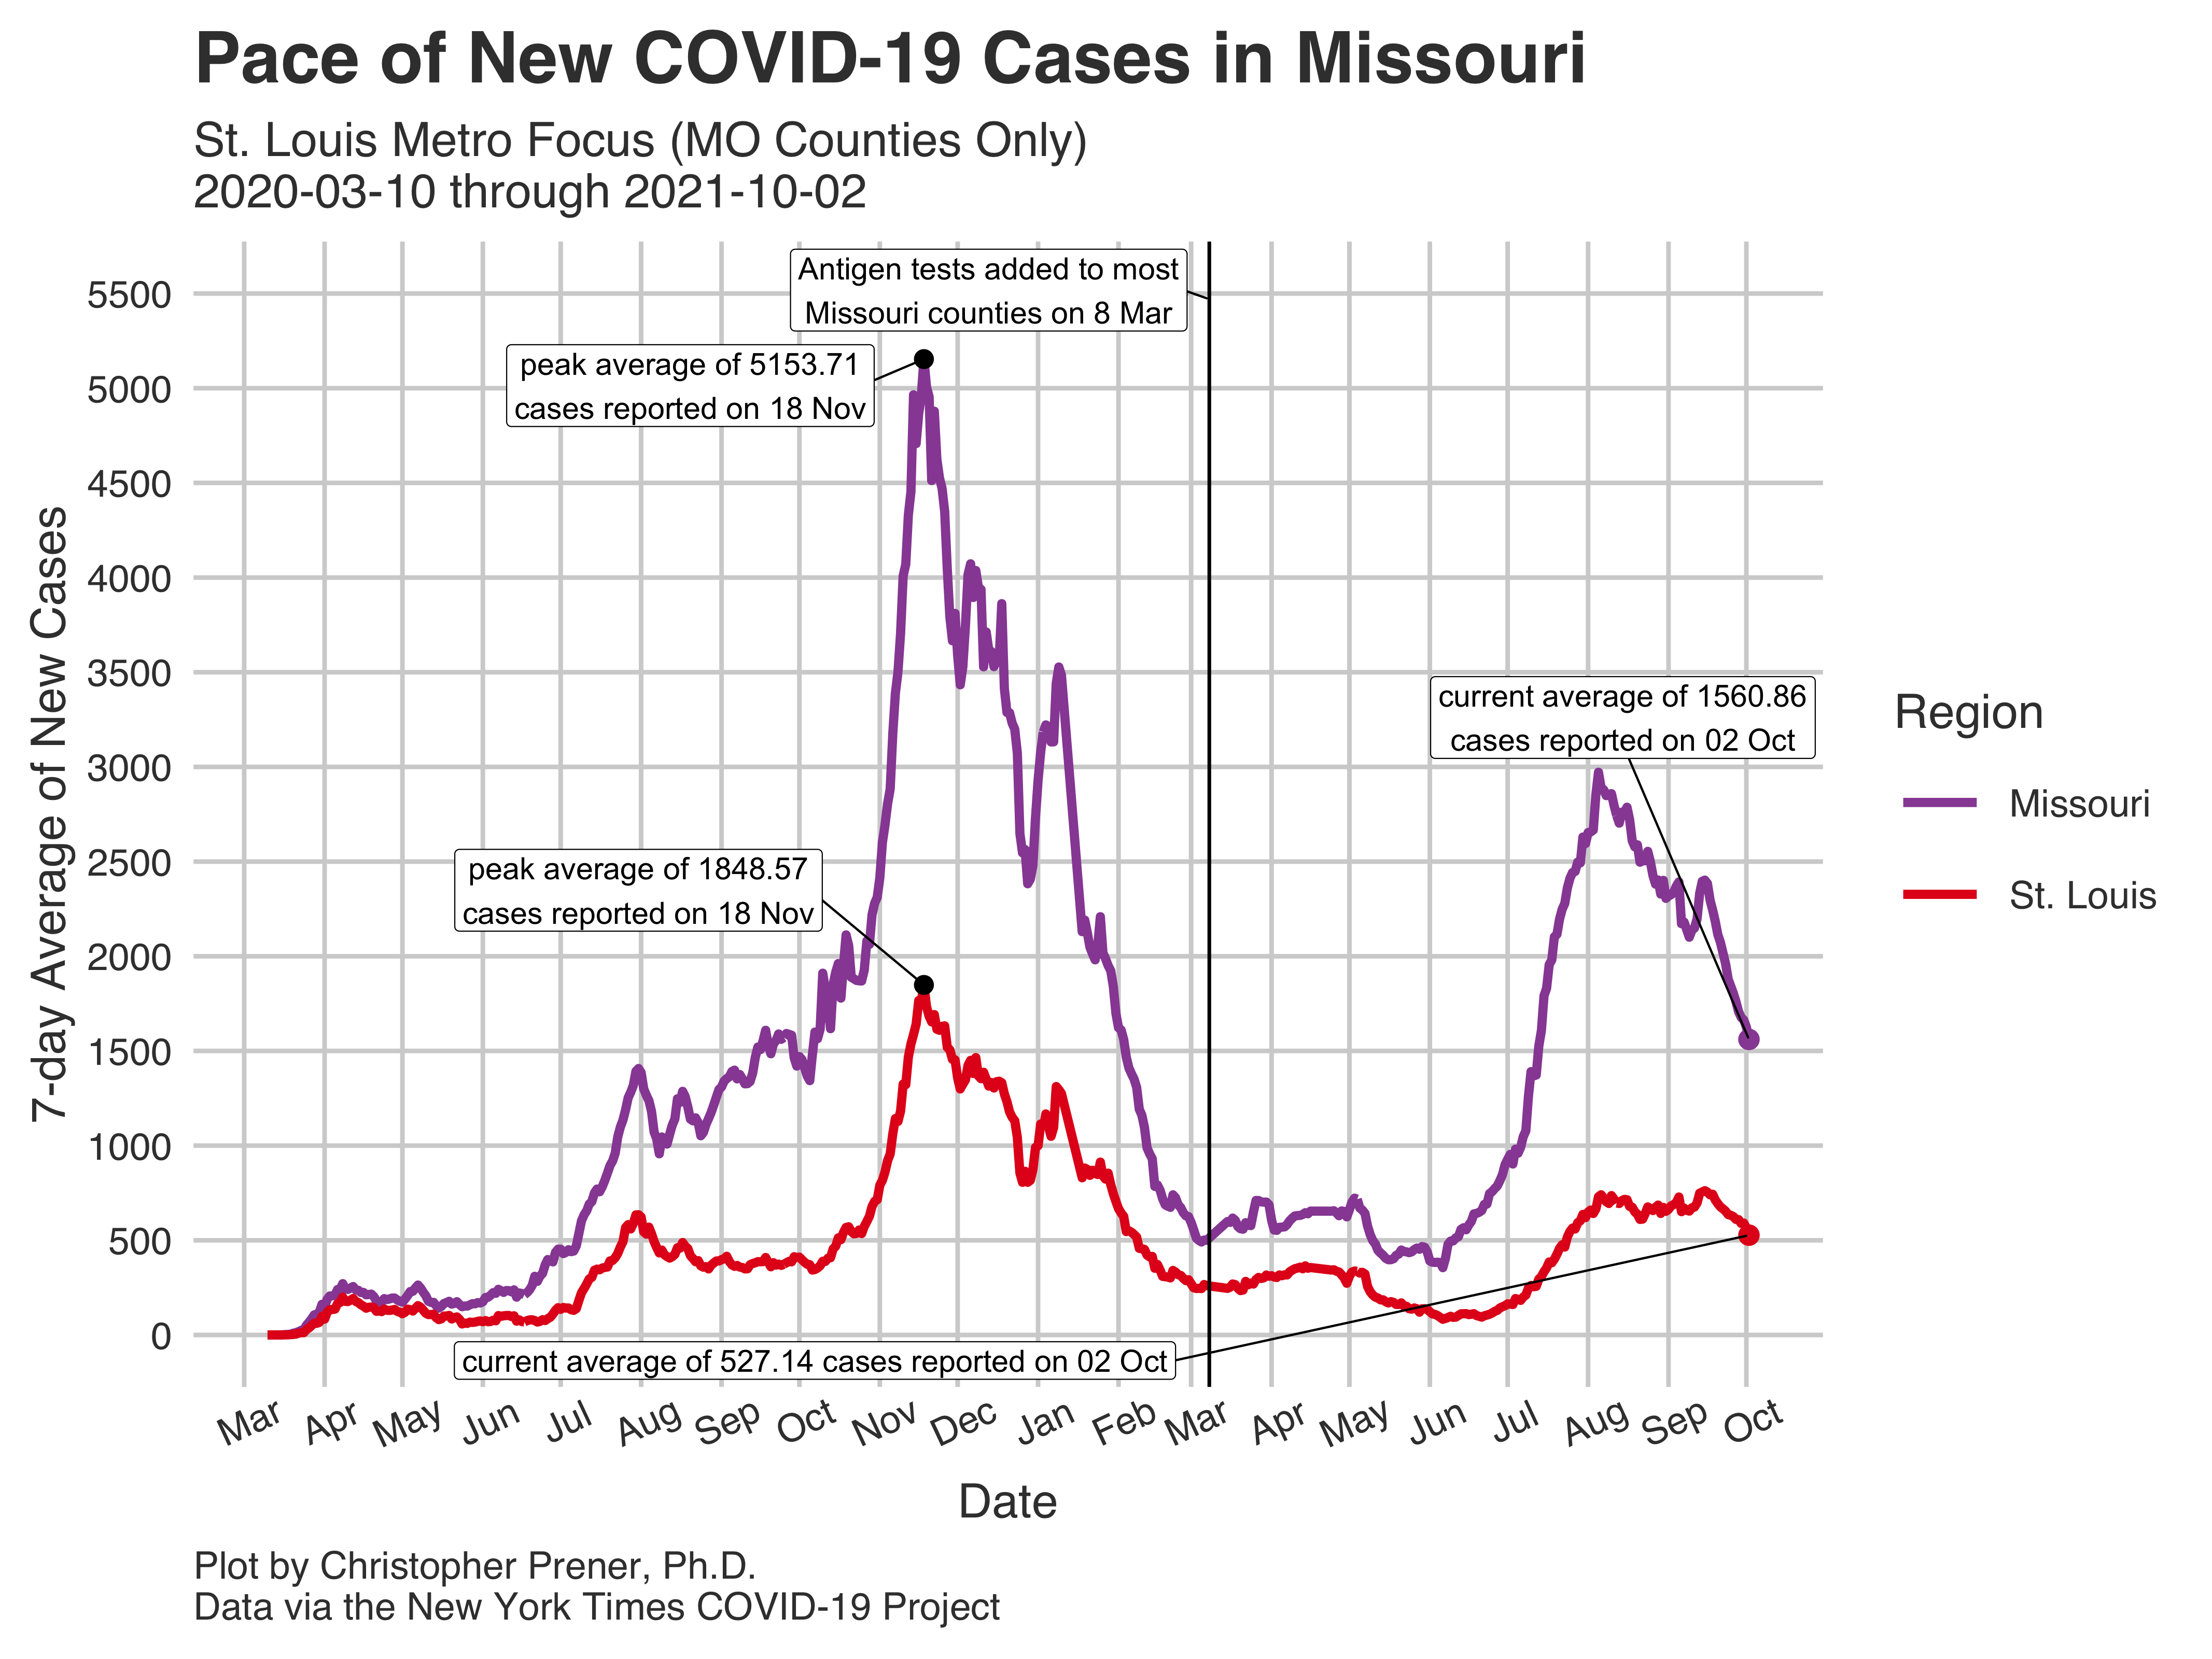 Pace of New COVID-19 Cases in Missouri
St. Louis Metro Focus (MO Counties Only)
2020-03-10 through 2021-10-02
7-day Average of New Cases
5500
5000
4500
4000
3500
3000
2500
2000
1500
1000
500
0
Antigen tests added to most
Missouri counties on 8 Mar
peak average of 5153.71
cases reported on 18 Nov
peak average of 1848.57
cases reported on 18 Nov
current average of 1560.86
cases reported on 02 Oct
current average of 527.14 cases reported on 02 Oct
Region
Missouri
St. Louis
Mar Apr May Jun Jul Aug Sep Oct Nov Dec Jan Feb Mar Apr May Jun Jul Aug Sep Oct
Date
Plot by Christopher Prener, Ph.D.
Data via the New York Times COVID-19 Project